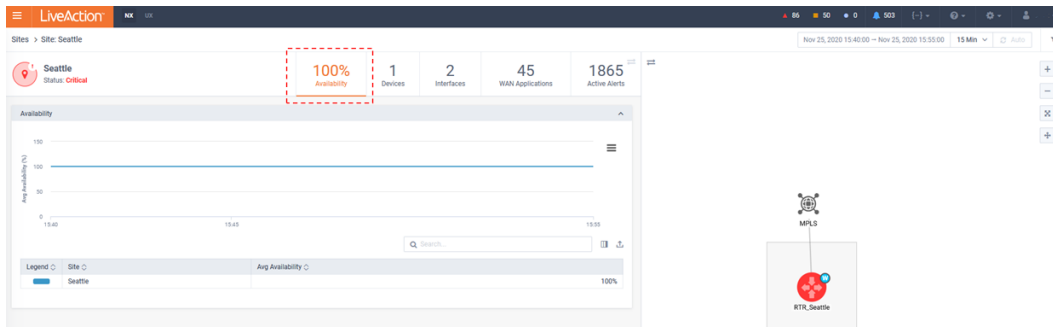 LiveAction
NX UX
86 50 0 503 {--}
Sites > Site: Seattle
Nov 25, 2020 15:40:00 – Nov 25, 2020 15:55:00 15 Min Auto
Seattle
Status: Critical
100%
Availability
1
Devices
2
Interfaces
45
WAN Applications
1865
Active Alerts
Availability
Avg Availability (%)
150
100
50
0
15:40 15:45 15:55
Search...
Legend Site Avg Availability
Seattle 100%
MPLS
W
RTR_Seattle